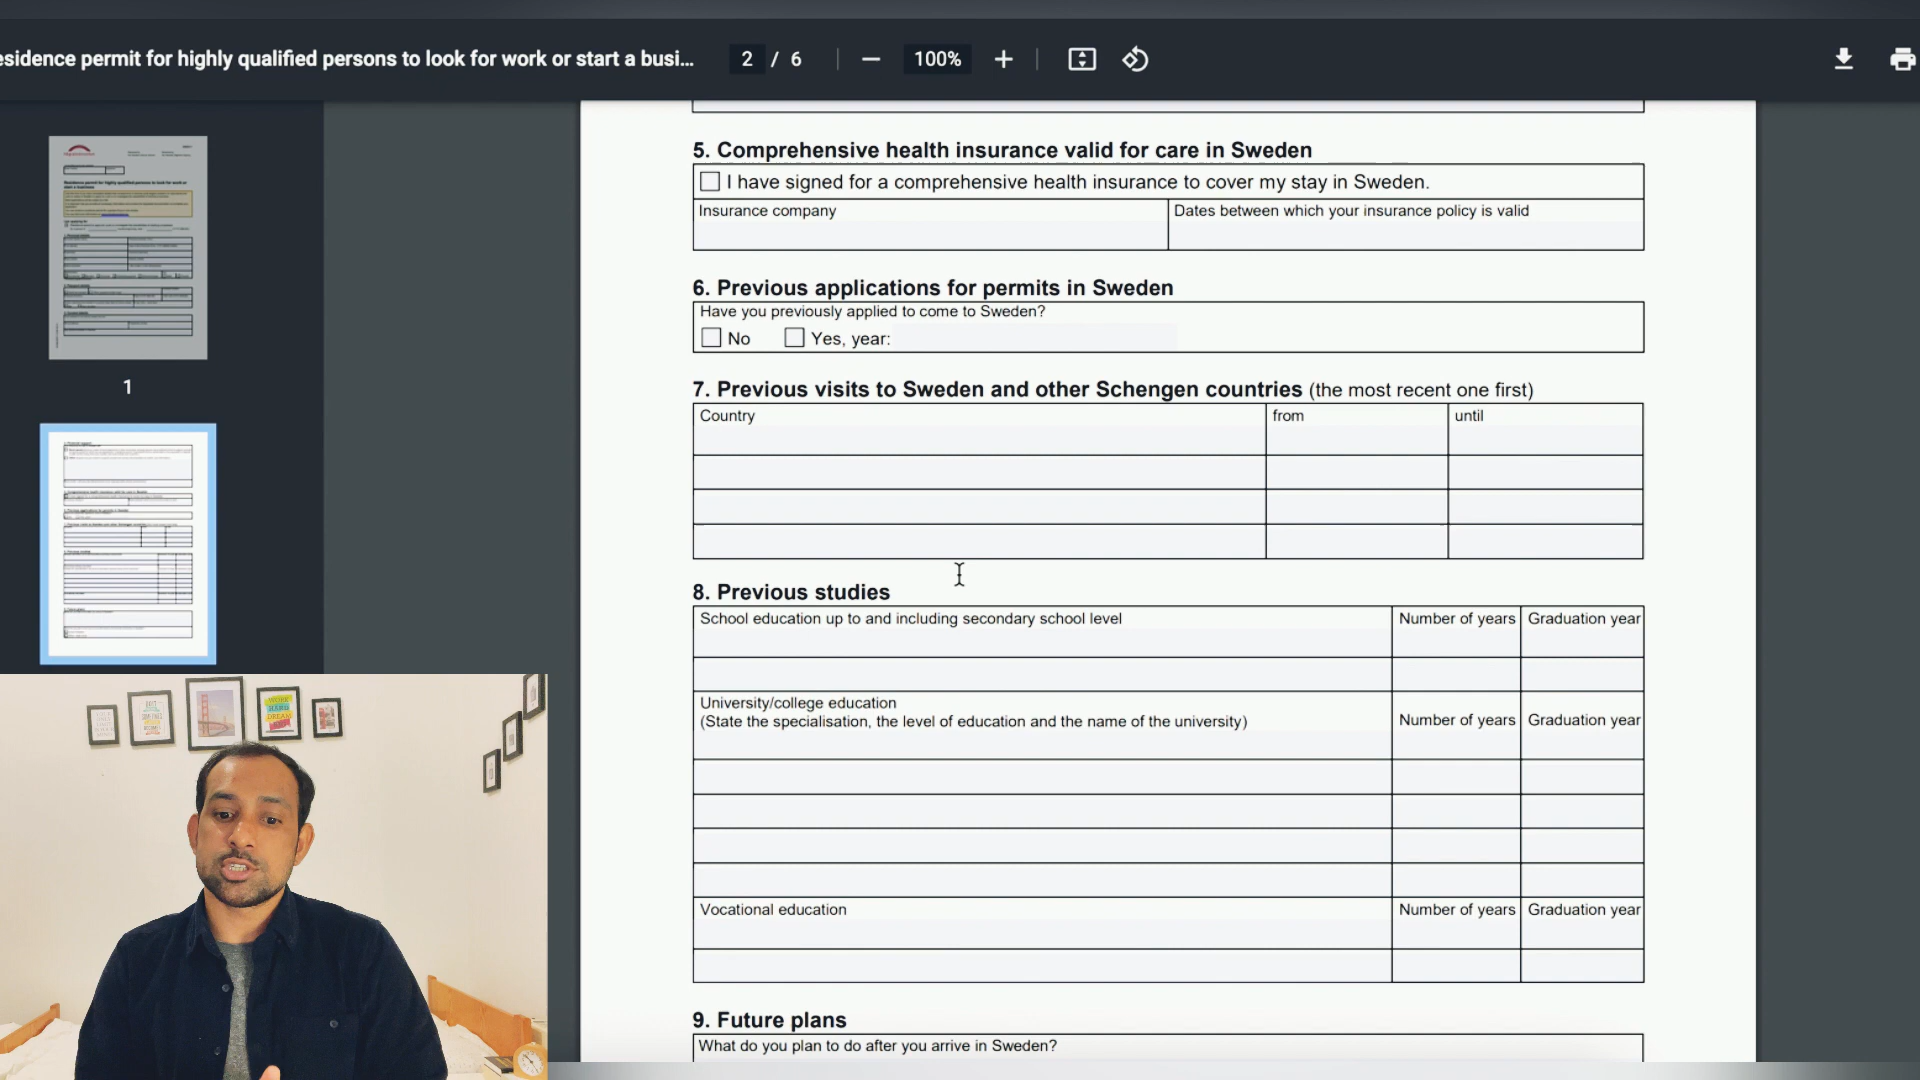 esidence permit for highly qualified persons to look for work or start a busi...
2 / 6
100%
5. Comprehensive health insurance valid for care in Sweden
I have signed for a comprehensive health insurance to cover my stay in Sweden.
Insurance company
Dates between which your insurance policy is valid
6. Previous applications for permits in Sweden
Have you previously applied to come to Sweden?
No
Yes, year:
7. Previous visits to Sweden and other Schengen countries (the most recent one first)
Country
from
until
8. Previous studies
School education up to and including secondary school level
Number of years
Graduation year
University/college education
(State the specialisation, the level of education and the name of the university)
Number of years
Graduation year
Vocational education
Number of years
Graduation year
9. Future plans
What do you plan to do after you arrive in Sweden?
1
WORK
HARD
DREAM